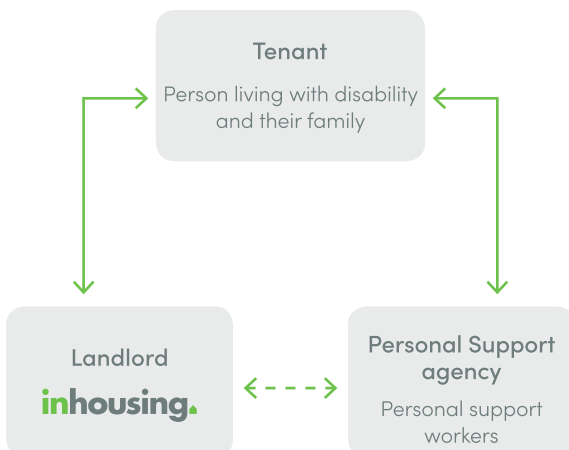 Tenant
Person living with disability
and their family
Landlord
inhousing.
Personal Support
agency
Personal support
workers